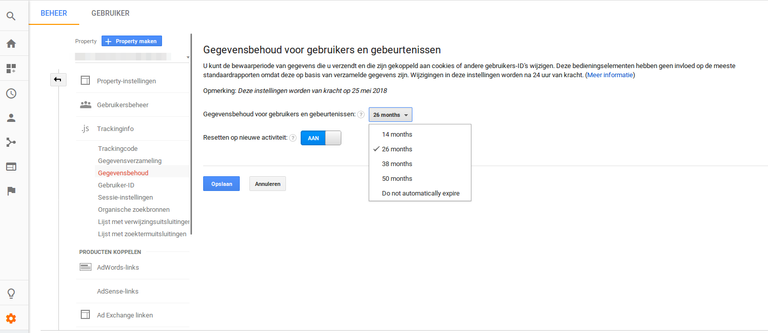 BEHEER GEBRUIKER
Property + Property maken
Property-instellingen
Gebruikersbeheer
.js Trackinginfo
Trackingcode
Gegevensverzameling
Gegevensbehoud
Gebruiker-ID
Sessie-instellingen
Organische zoekbronnen
Lijst met verwijzingsuitsluitingen
Lijst met zoektermuitsluitingen
PRODUCTEN KOPPELEN
AdWords-links
AdSense-links
Ad Exchange linken
Gegevensbehoud voor gebruikers en gebeurtenissen
U kunt de bewaarperiode van gegevens die u verzendt en die zijn gekoppeld aan cookies of andere gebruikers-ID's wijzigen. Deze bedieningselementen hebben geen invloed op de meeste
standaardrapporten omdat deze op basis van verzamelde gegevens zijn. Wijzigingen in deze instellingen worden na 24 uur van kracht. (Meer informatie)
Opmerking: Deze instellingen worden van kracht op 25 mei 2018
Gegevensbehoud voor gebruikers en gebeurtenissen: ? 26 months
14 months
26 months
38 months
50 months
Do not automatically expire
Resetten op nieuwe activiteit: ? AAN
Opslaan Annuleren